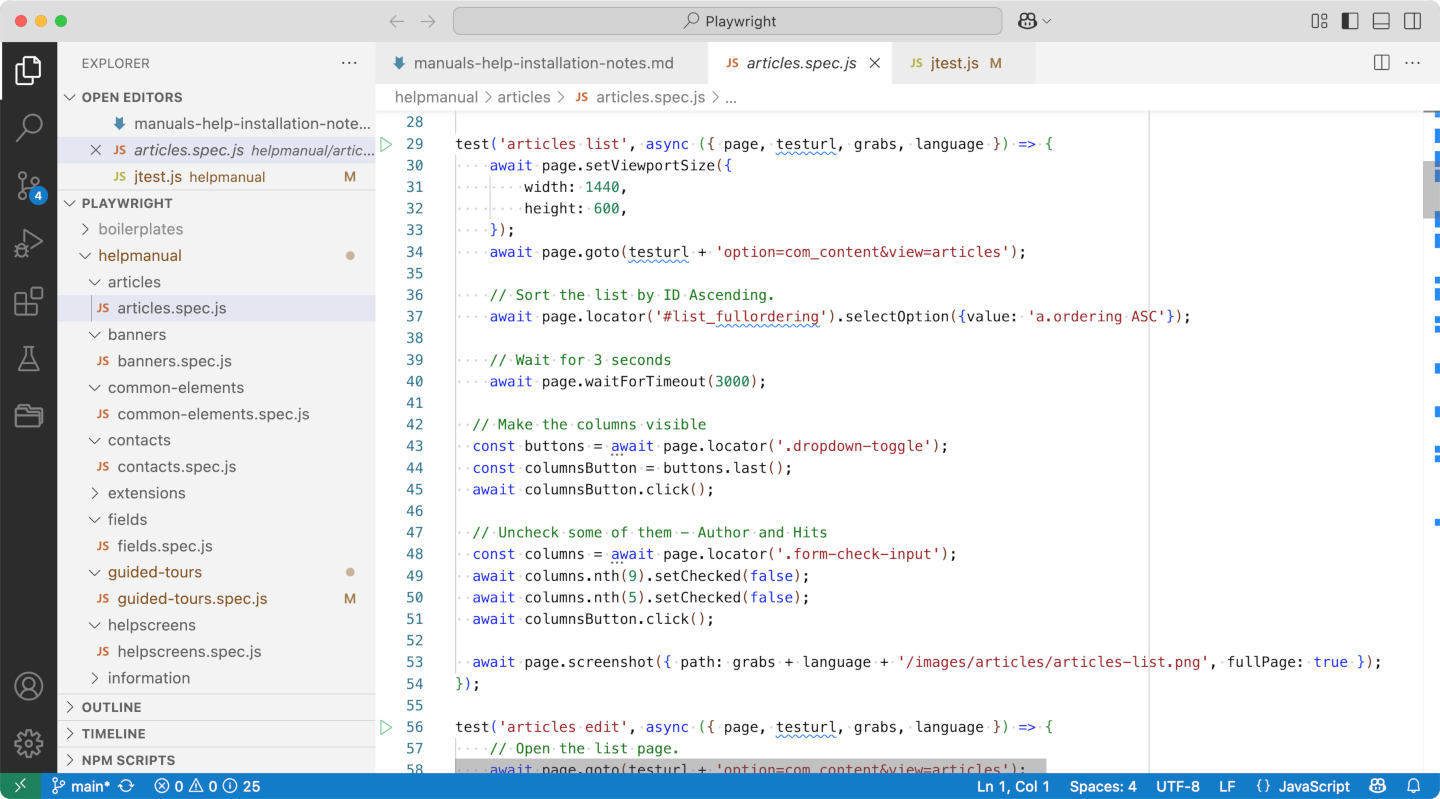 Playwright
EXPLORER
OPEN EDITORS
manuals-help-installation-note...
JS articles.spec.js helpmanual/artic...
JS jtest.js helpmanual M
4
PLAYWRIGHT
boilerplates
helpmanual
articles
JS articles.spec.js
banners
JS banners.spec.js
common-elements
JS common-elements.spec.js
contacts
JS contacts.spec.js
extensions
fields
JS fields.spec.js
guided-tours
JS guided-tours.spec.js M
helpscreens
JS helpscreens.spec.js
information
OUTLINE
TIMELINE
NPM SCRIPTS
manuals-help-installation-notes.md
JS articles.spec.js
JS jtest.js M
helpmanual > articles > JS articles.spec.js > ...
28
29 test('articles list', async ({ page, testurl, grabs, language }) => {
30     await page.setViewportSize({
31         width: 1440,
32         height: 600,
33     });
34     await page.goto(testurl + 'option=com_content&view=articles');
35
36     // Sort the list by ID Ascending.
37     await page.locator('#list_fullordering').selectOption({value: 'a.ordering ASC'});
38
39     // Wait for 3 seconds
40     await page.waitForTimeout(3000);
41
42   // Make the columns visible
43   const buttons = await page.locator('.dropdown-toggle');
44   const columnsButton = buttons.last();
45   await columnsButton.click();
46
47   // Uncheck some of them - Author and Hits
48   const columns = await page.locator('.form-check-input');
49   await columns.nth(9).setChecked(false);
50   await columns.nth(5).setChecked(false);
51   await columnsButton.click();
52
53   await page.screenshot({ path: grabs + language + '/images/articles/articles-list.png', fullPage: true });
54 });
55
56 test('articles edit', async ({ page, testurl, grabs, language }) => {
57     // Open the list page.
58     await page.goto(testurl + 'option=com_content&view=articles');
main* 0 0 25 Ln 1, Col 1 Spaces: 4 UTF-8 LF {} JavaScript